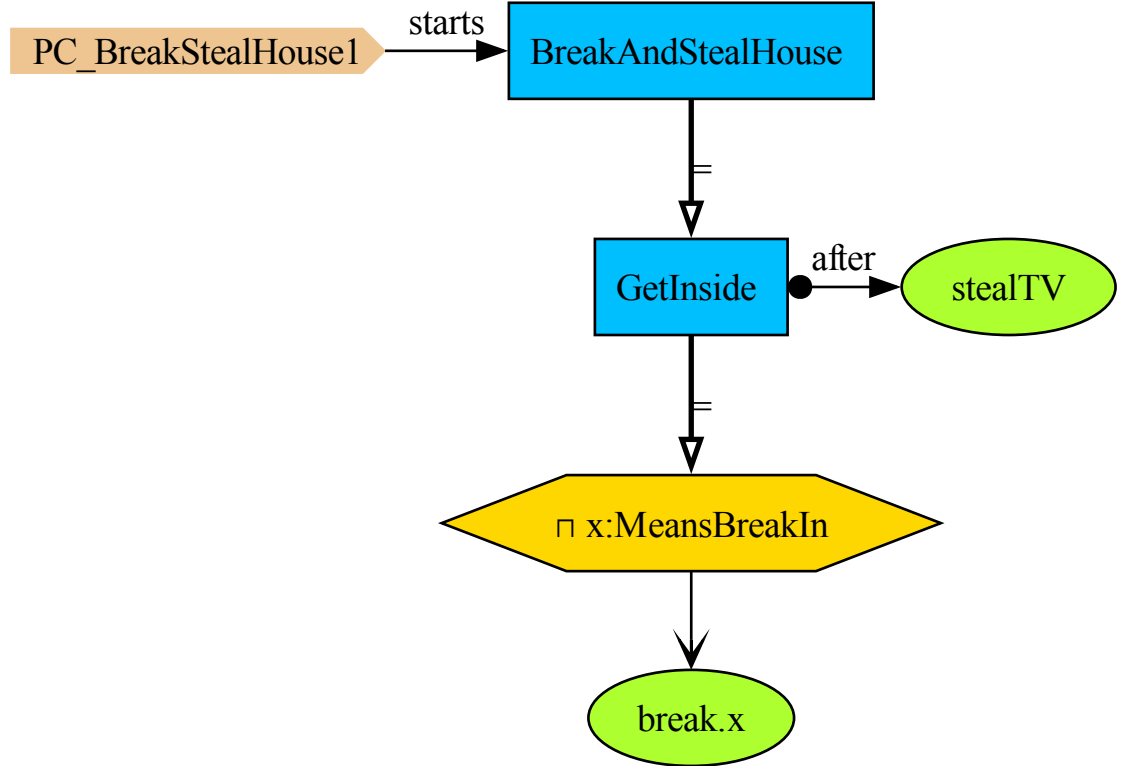 starts
PC_BreakStealHouse1
BreakAndStealHouse
=
after
GetInside
stealTV
=
⊓ x:MeansBreakIn
break.x